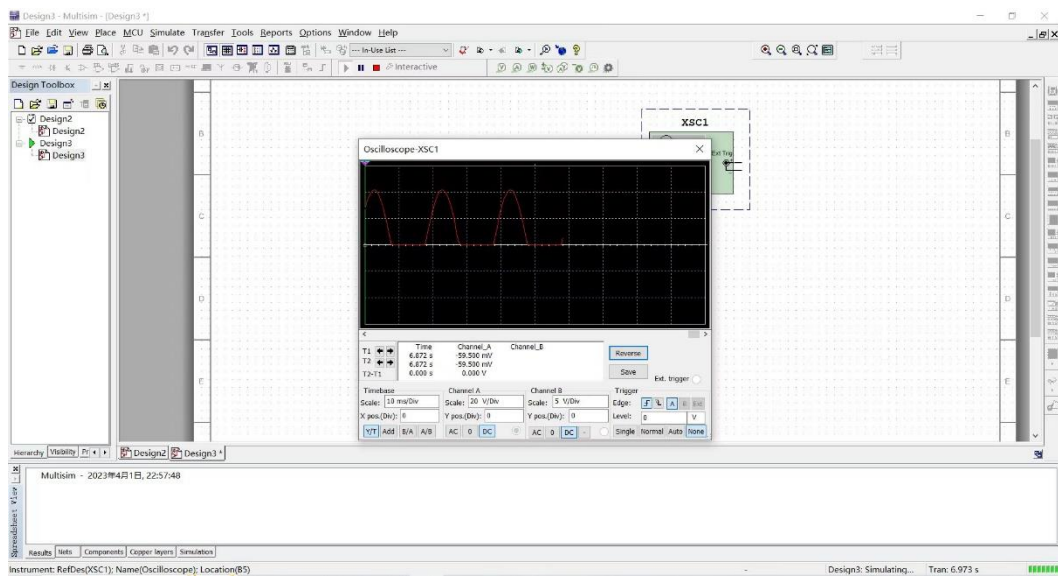 Design3 - Multisim - [Design3 *]
File Edit View Place MCU Simulate Transfer Tools Reports Options Window Help
--- In-Use List ---
Interactive
Design Toolbox
Design2
Design2
Design3
Design3
XSC1
Ext Trig
Oscilloscope-XSC1
Time Channel_A Channel_B
T1 6.872 s -59.500 mV
T2 6.872 s -59.500 mV
T2-T1 0.000 s 0.000 V
Reverse
Save
Ext. trigger
Timebase Channel A Channel B Trigger
Scale: 10 ms/Div Scale: 20 V/Div Scale: 5 V/Div Edge: A B Ext
X pos.(Div): 0 Y pos.(Div): 0 Y pos.(Div): 0 Level: 0 V
Y/T Add B/A A/B AC 0 DC AC 0 DC - Single Normal Auto None
B
C
D
E
B
C
D
E
Hierarchy Visibility Design2 Design3 *
Multisim - 2023年4月1日, 22:57:48
Spreadsheet View
Results Nets Components Copper layers Simulation
Instrument: RefDes(XSC1); Name(Oscilloscope); Location(B5) - Design3: Simulating... Tran: 6.973 s